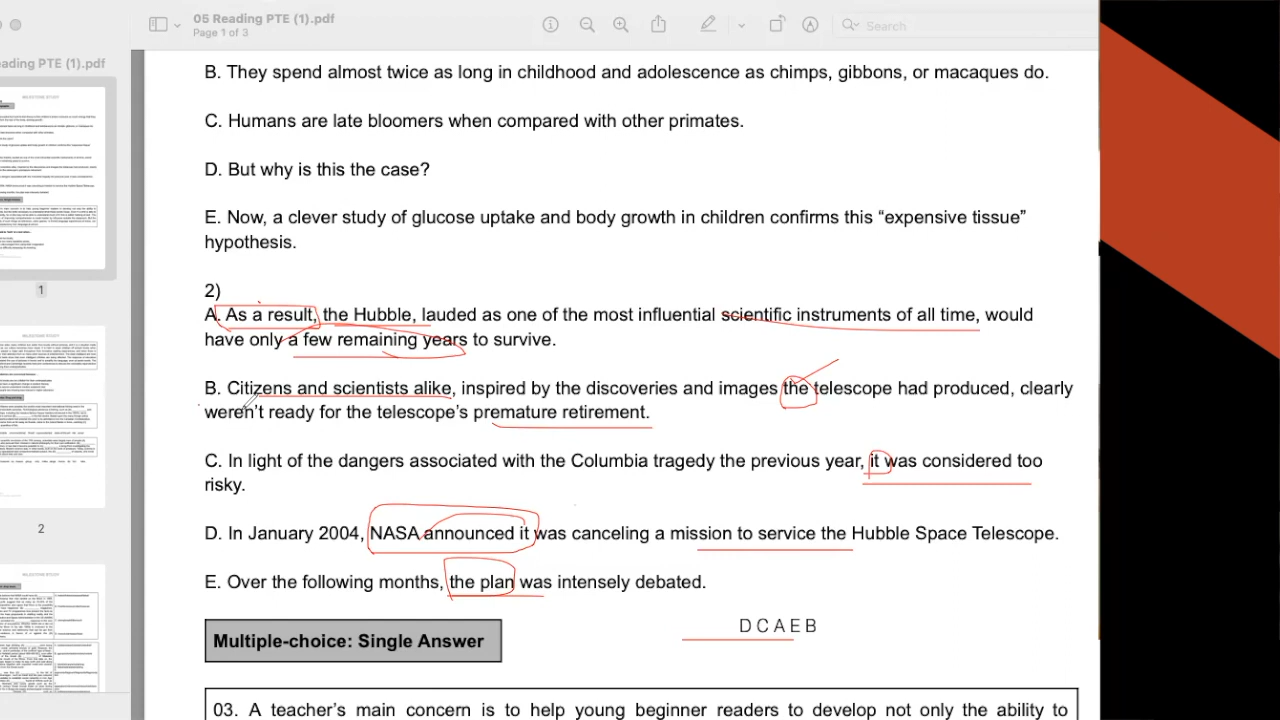 05 Reading PTE (1).pdf
Page 1 of 3
Search
eading PTE (1).pdf
B. They spend almost twice as long in childhood and adolescence as chimps, gibbons, or macaques do.
C. Humans are late bloomers when compared with other primates.
D. But why is this the case?
E. Now, a clever study of glucose uptake and body growth in children confirms this “expensive tissue”
hypothesis.
1
2)
A. As a result, the Hubble, lauded as one of the most influential scientific instruments of all time, would
have only a few remaining years to survive.
B. Citizens and scientists alike, inspired by the discoveries and images the telescope had produced, clearly
weren’t ready for the telescope's premature retirement.
C. In light of the dangers associated with the Columbia tragedy the previous year, it was considered too
risky.
D. In January 2004, NASA announced it was canceling a mission to service the Hubble Space Telescope.
2
E. Over the following months, the plan was intensely debated.
D C A E B
Multiple-choice: Single Answer
03. A teacher’s main concern is to help young beginner readers to develop not only the ability to